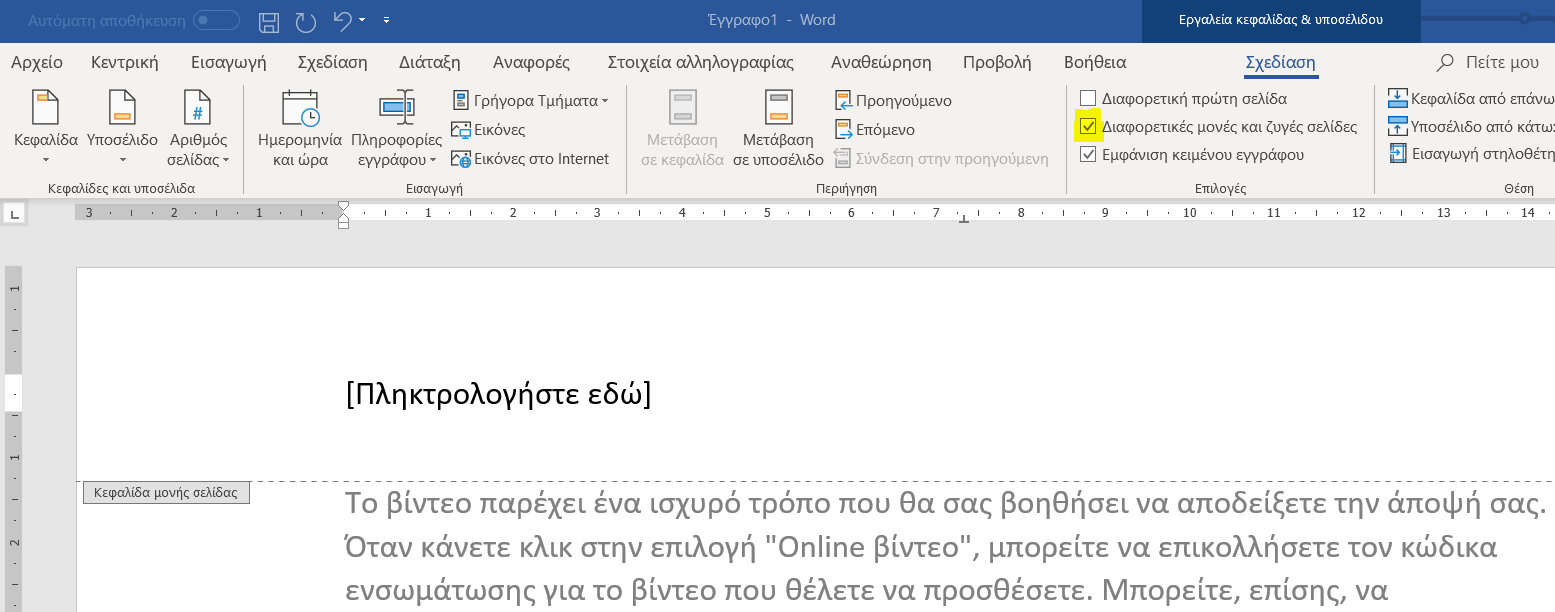 Αυτόματη αποθήκευση
Έγγραφο1 - Word
Εργαλεία κεφαλίδας & υποσέλιδου
Αρχείο Κεντρική Εισαγωγή Σχεδίαση Διάταξη Αναφορές Στοιχεία αλληλογραφίας Αναθεώρηση Προβολή Βοήθεια Σχεδίαση Πείτε μου
Κεφαλίδα
Υποσέλιδο
Αριθμός
σελίδας
Κεφαλίδες και υποσέλιδα
Ημερομηνία
και ώρα
Πληροφορίες
εγγράφου
Γρήγορα Τμήματα
Εικόνες
Εικόνες στο Internet
Εισαγωγή
Μετάβαση
σε κεφαλίδα
Μετάβαση
σε υποσέλιδο
Προηγούμενο
Επόμενο
Σύνδεση στην προηγούμενη
Περιήγηση
Διαφορετική πρώτη σελίδα
Διαφορετικές μονές και ζυγές σελίδες
Εμφάνιση κειμένου εγγράφου
Επιλογές
Κεφαλίδα από επάνω
Υποσέλιδο από κάτω:
Εισαγωγή στηλοθέτη
Θέση
3 2 1 1 2 3 4 5 6 7 8 9 10 11 12 13 14
1
1
2
[Πληκτρολογήστε εδώ]
Κεφαλίδα μονής σελίδας
Το βίντεο παρέχει ένα ισχυρό τρόπο που θα σας βοηθήσει να αποδείξετε την άποψή σας.
Όταν κάνετε κλικ στην επιλογή "Online βίντεο", μπορείτε να επικολλήσετε τον κώδικα
ενσωμάτωσης για το βίντεο που θέλετε να προσθέσετε. Μπορείτε, επίσης, να